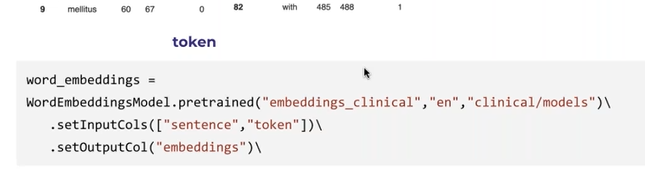 9 mellitus 60 67 0 82 with 485 488 1
token
word_embeddings =
WordEmbeddingsModel.pretrained("embeddings_clinical","en","clinical/models")\
.setInputCols(["sentence","token"])\
.setOutputCol("embeddings")\